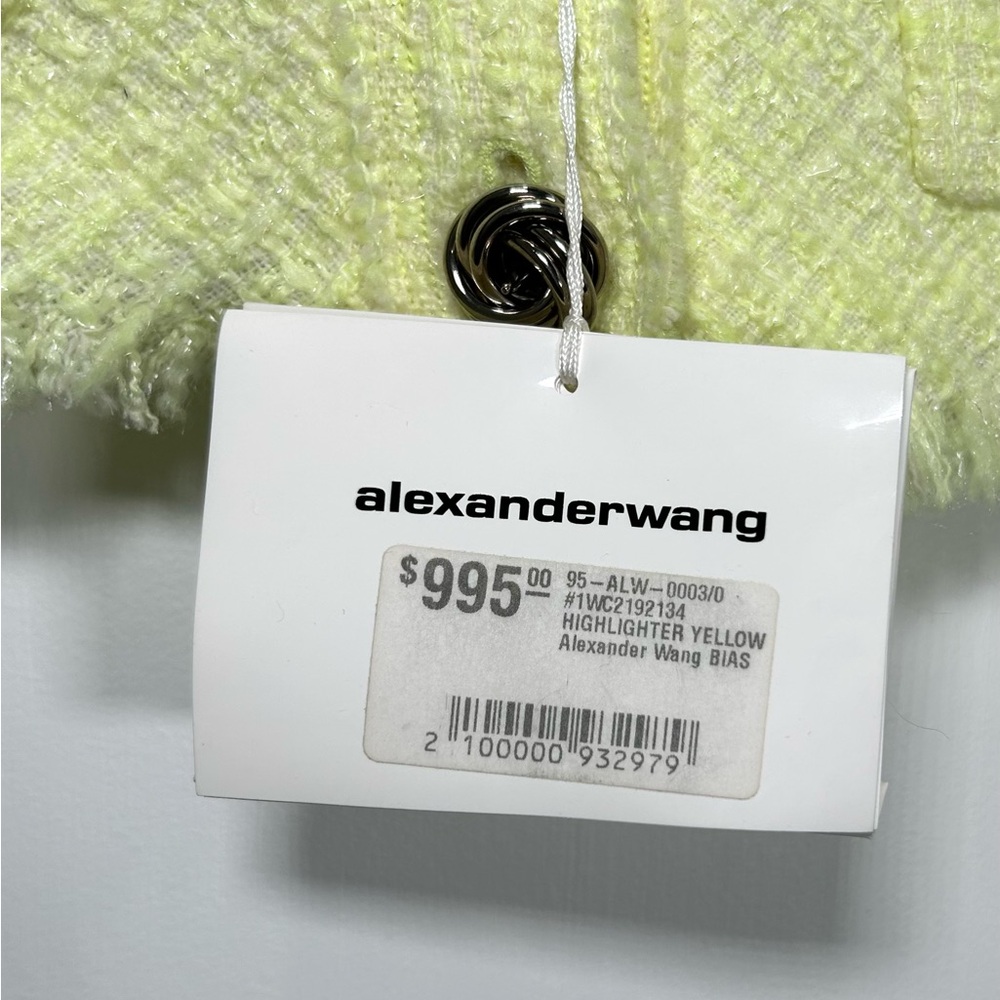 alexanderwang
$995.00 95-ALW-0003/0
#1WC2192134
HIGHLIGHTER YELLOW
Alexander Wang BIAS
2 100000 932979